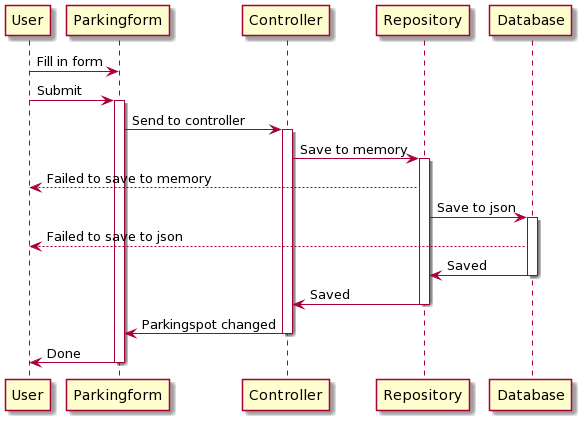 User Parkingform Controller Repository Database
Fill in form
Submit
Send to controller
Save to memory
Failed to save to memory
Save to json
Failed to save to json
Saved
Saved
Parkingspot changed
Done
User Parkingform Controller Repository Database